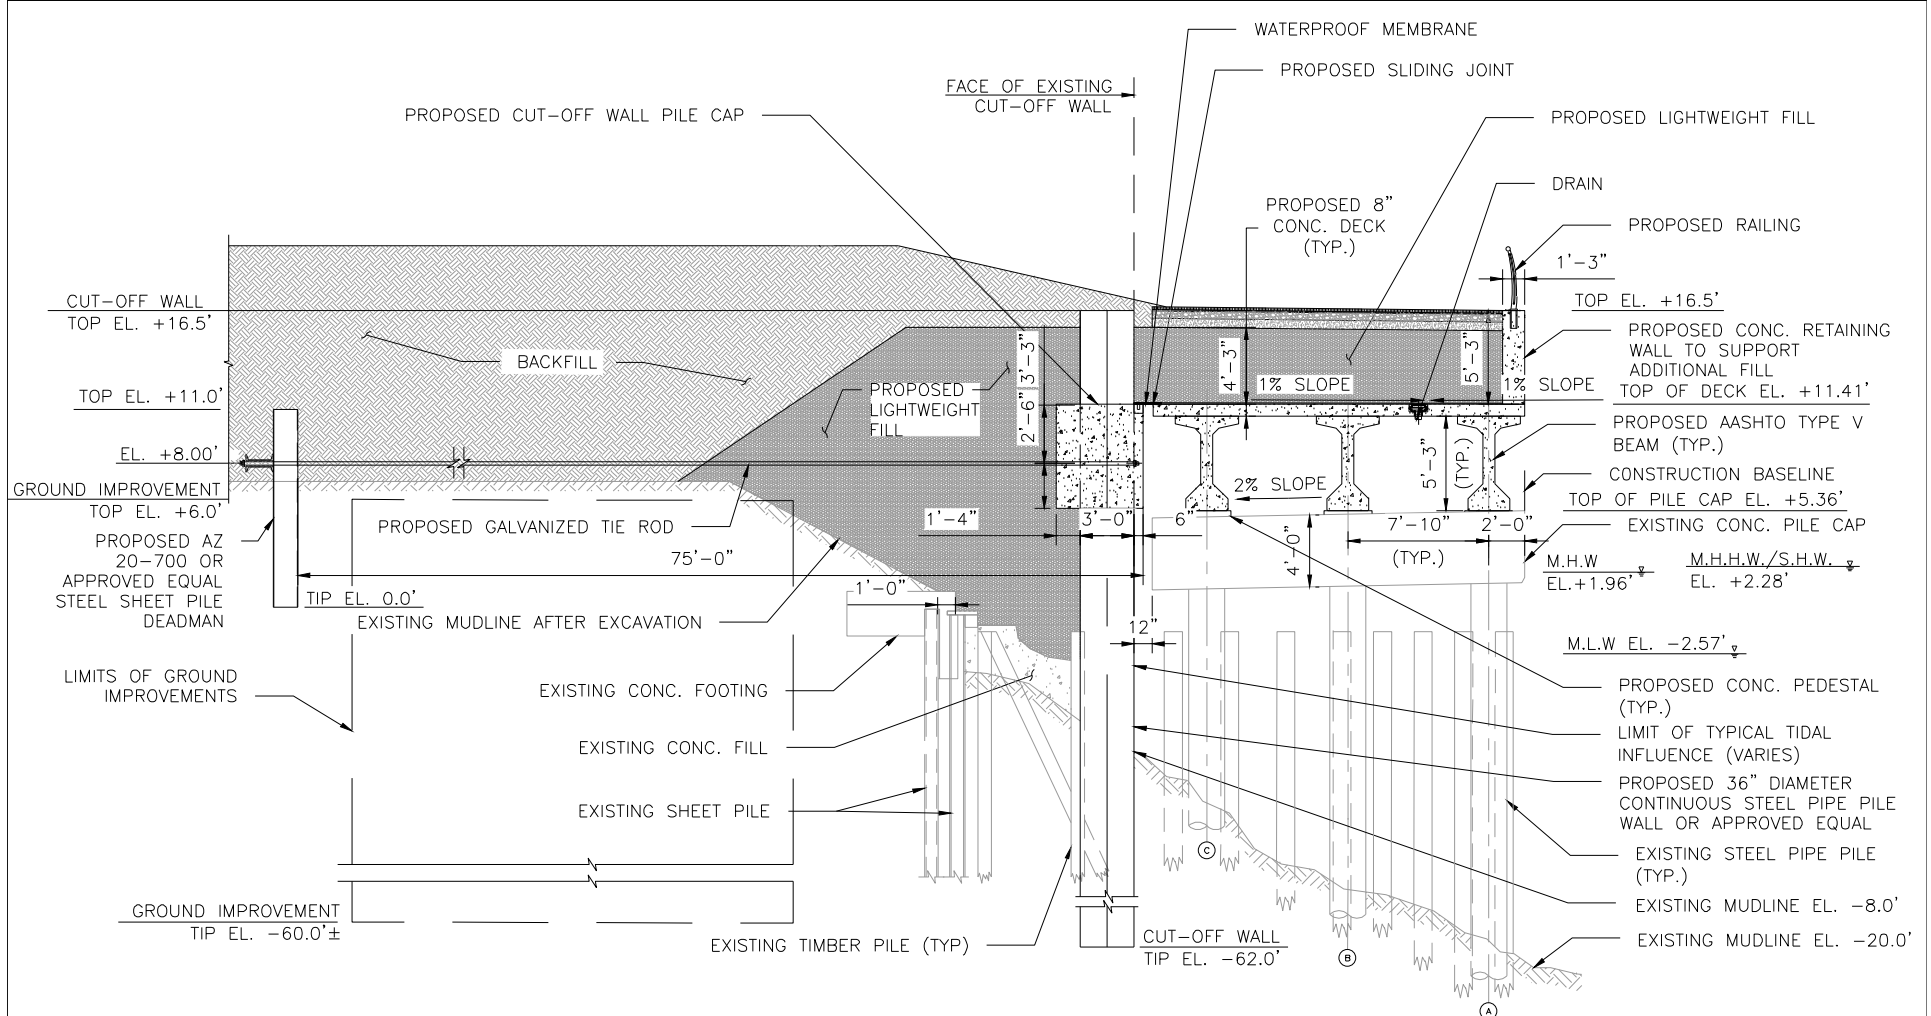 WATERPROOF MEMBRANE
PROPOSED SLIDING JOINT
FACE OF EXISTING
CUT-OFF WALL
PROPOSED CUT-OFF WALL PILE CAP
PROPOSED LIGHTWEIGHT FILL
DRAIN
PROPOSED 8"
CONC. DECK
(TYP.)
PROPOSED RAILING
1'-3"
CUT-OFF WALL
TOP EL. +16.5'
TOP EL. +16.5'
PROPOSED CONC. RETAINING
WALL TO SUPPORT
ADDITIONAL FILL
BACKFILL
3'-3"
4'-3"
5'-3"
1% SLOPE
1% SLOPE
TOP OF DECK EL. +11.41'
TOP EL. +11.0'
PROPOSED
LIGHTWEIGHT
FILL
2'-6"
PROPOSED AASHTO TYPE V
BEAM (TYP.)
5'-3"
(TYP.)
EL. +8.00'
CONSTRUCTION BASELINE
GROUND IMPROVEMENT
TOP EL. +6.0'
2% SLOPE
TOP OF PILE CAP EL. +5.36'
PROPOSED GALVANIZED TIE ROD
1'-4"
3'-0"
6"
7'-10"
(TYP.)
2'-0"
EXISTING CONC. PILE CAP
PROPOSED AZ
20-700 OR
APPROVED EQUAL
STEEL SHEET PILE
DEADMAN
75'-0"
4'-0"
M.H.W
EL.+1.96'
M.H.H.W./S.H.W.
EL. +2.28'
TIP EL. 0.0'
1'-0"
EXISTING MUDLINE AFTER EXCAVATION
12"
M.L.W EL. -2.57'
LIMITS OF GROUND
IMPROVEMENTS
EXISTING CONC. FOOTING
PROPOSED CONC. PEDESTAL
(TYP.)
LIMIT OF TYPICAL TIDAL
INFLUENCE (VARIES)
EXISTING CONC. FILL
PROPOSED 36" DIAMETER
CONTINUOUS STEEL PIPE PILE
WALL OR APPROVED EQUAL
EXISTING SHEET PILE
C
EXISTING STEEL PIPE PILE
(TYP.)
GROUND IMPROVEMENT
TIP EL. -60.0'±
EXISTING MUDLINE EL. -8.0'
EXISTING TIMBER PILE (TYP)
CUT-OFF WALL
TIP EL. -62.0'
EXISTING MUDLINE EL. -20.0'
B
A